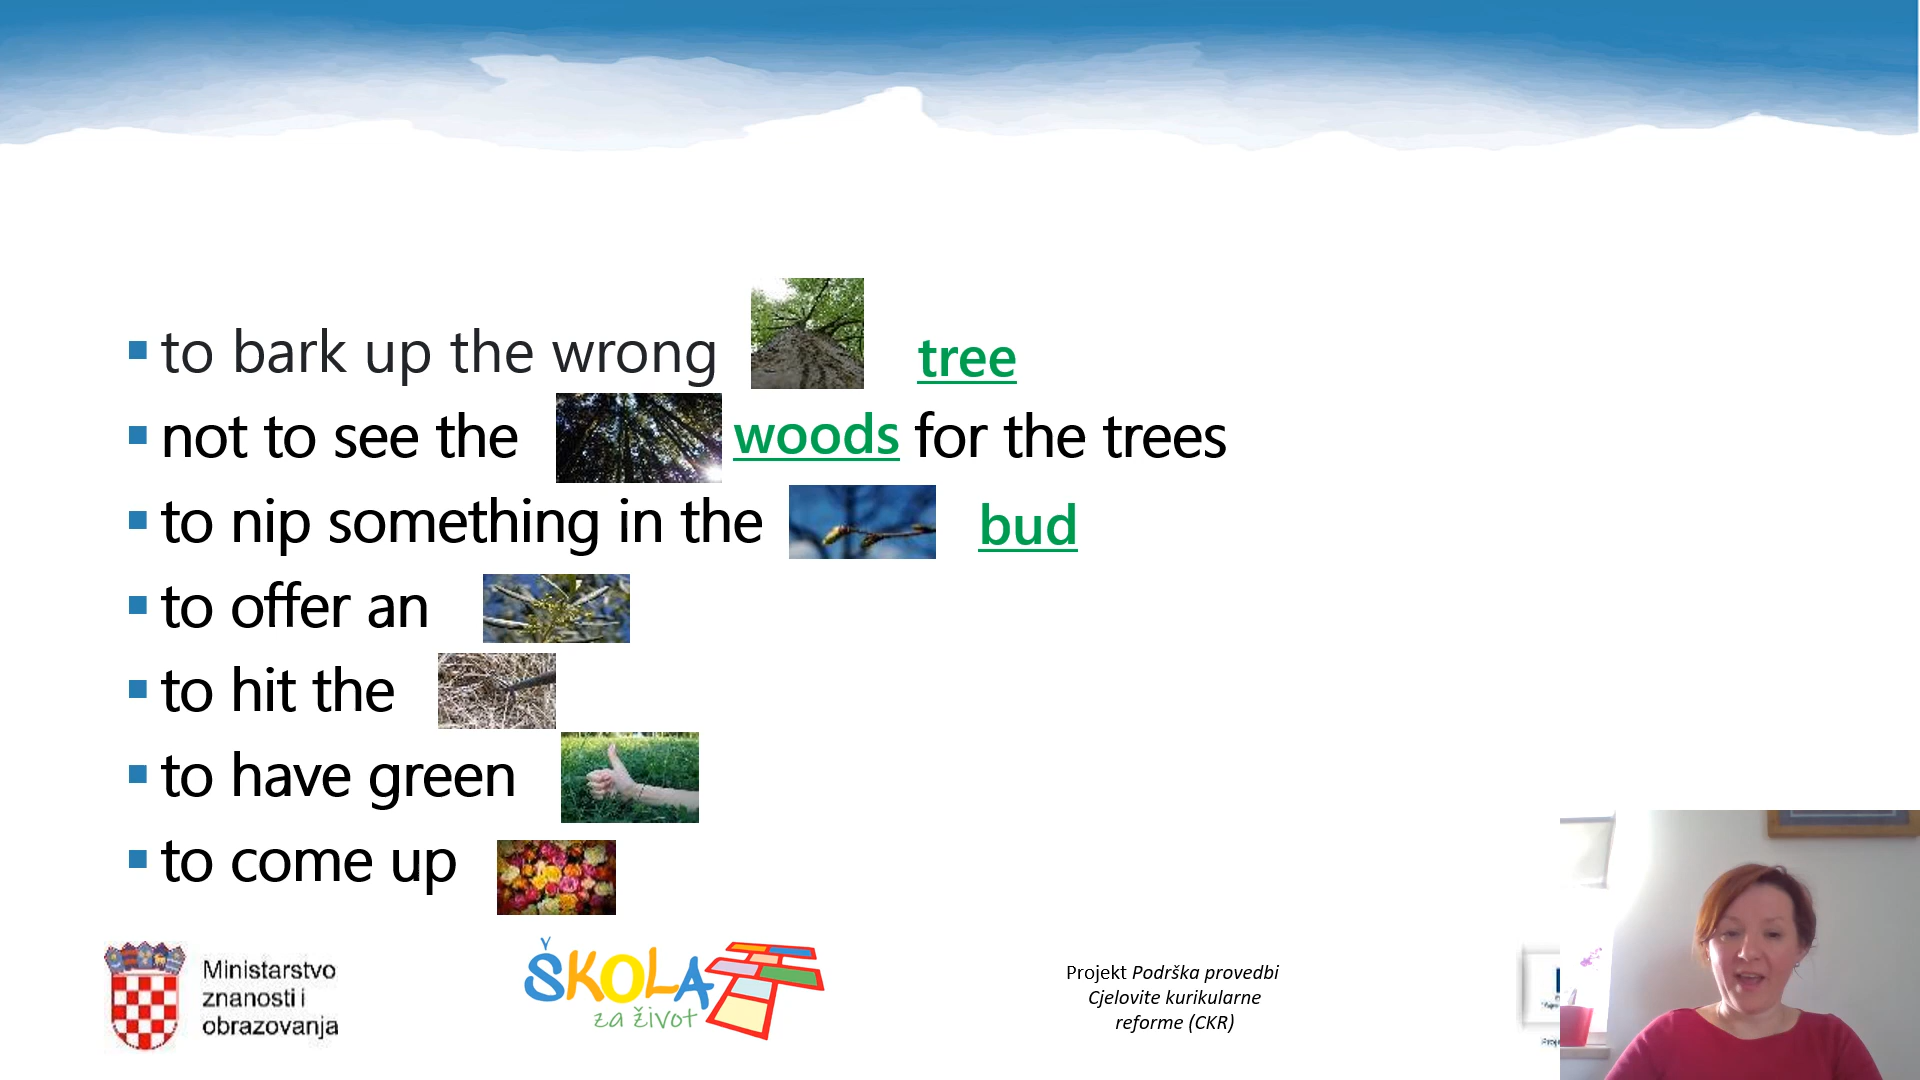 to bark up the wrong tree
not to see the woods for the trees
to nip something in the bud
to offer an
to hit the
to have green
to come up
Ministarstvo
znanosti i
obrazovanja
ŠKOLA
za život
Projekt Podrška provedbi
Cjelovite kurikularne
reforme (CKR)